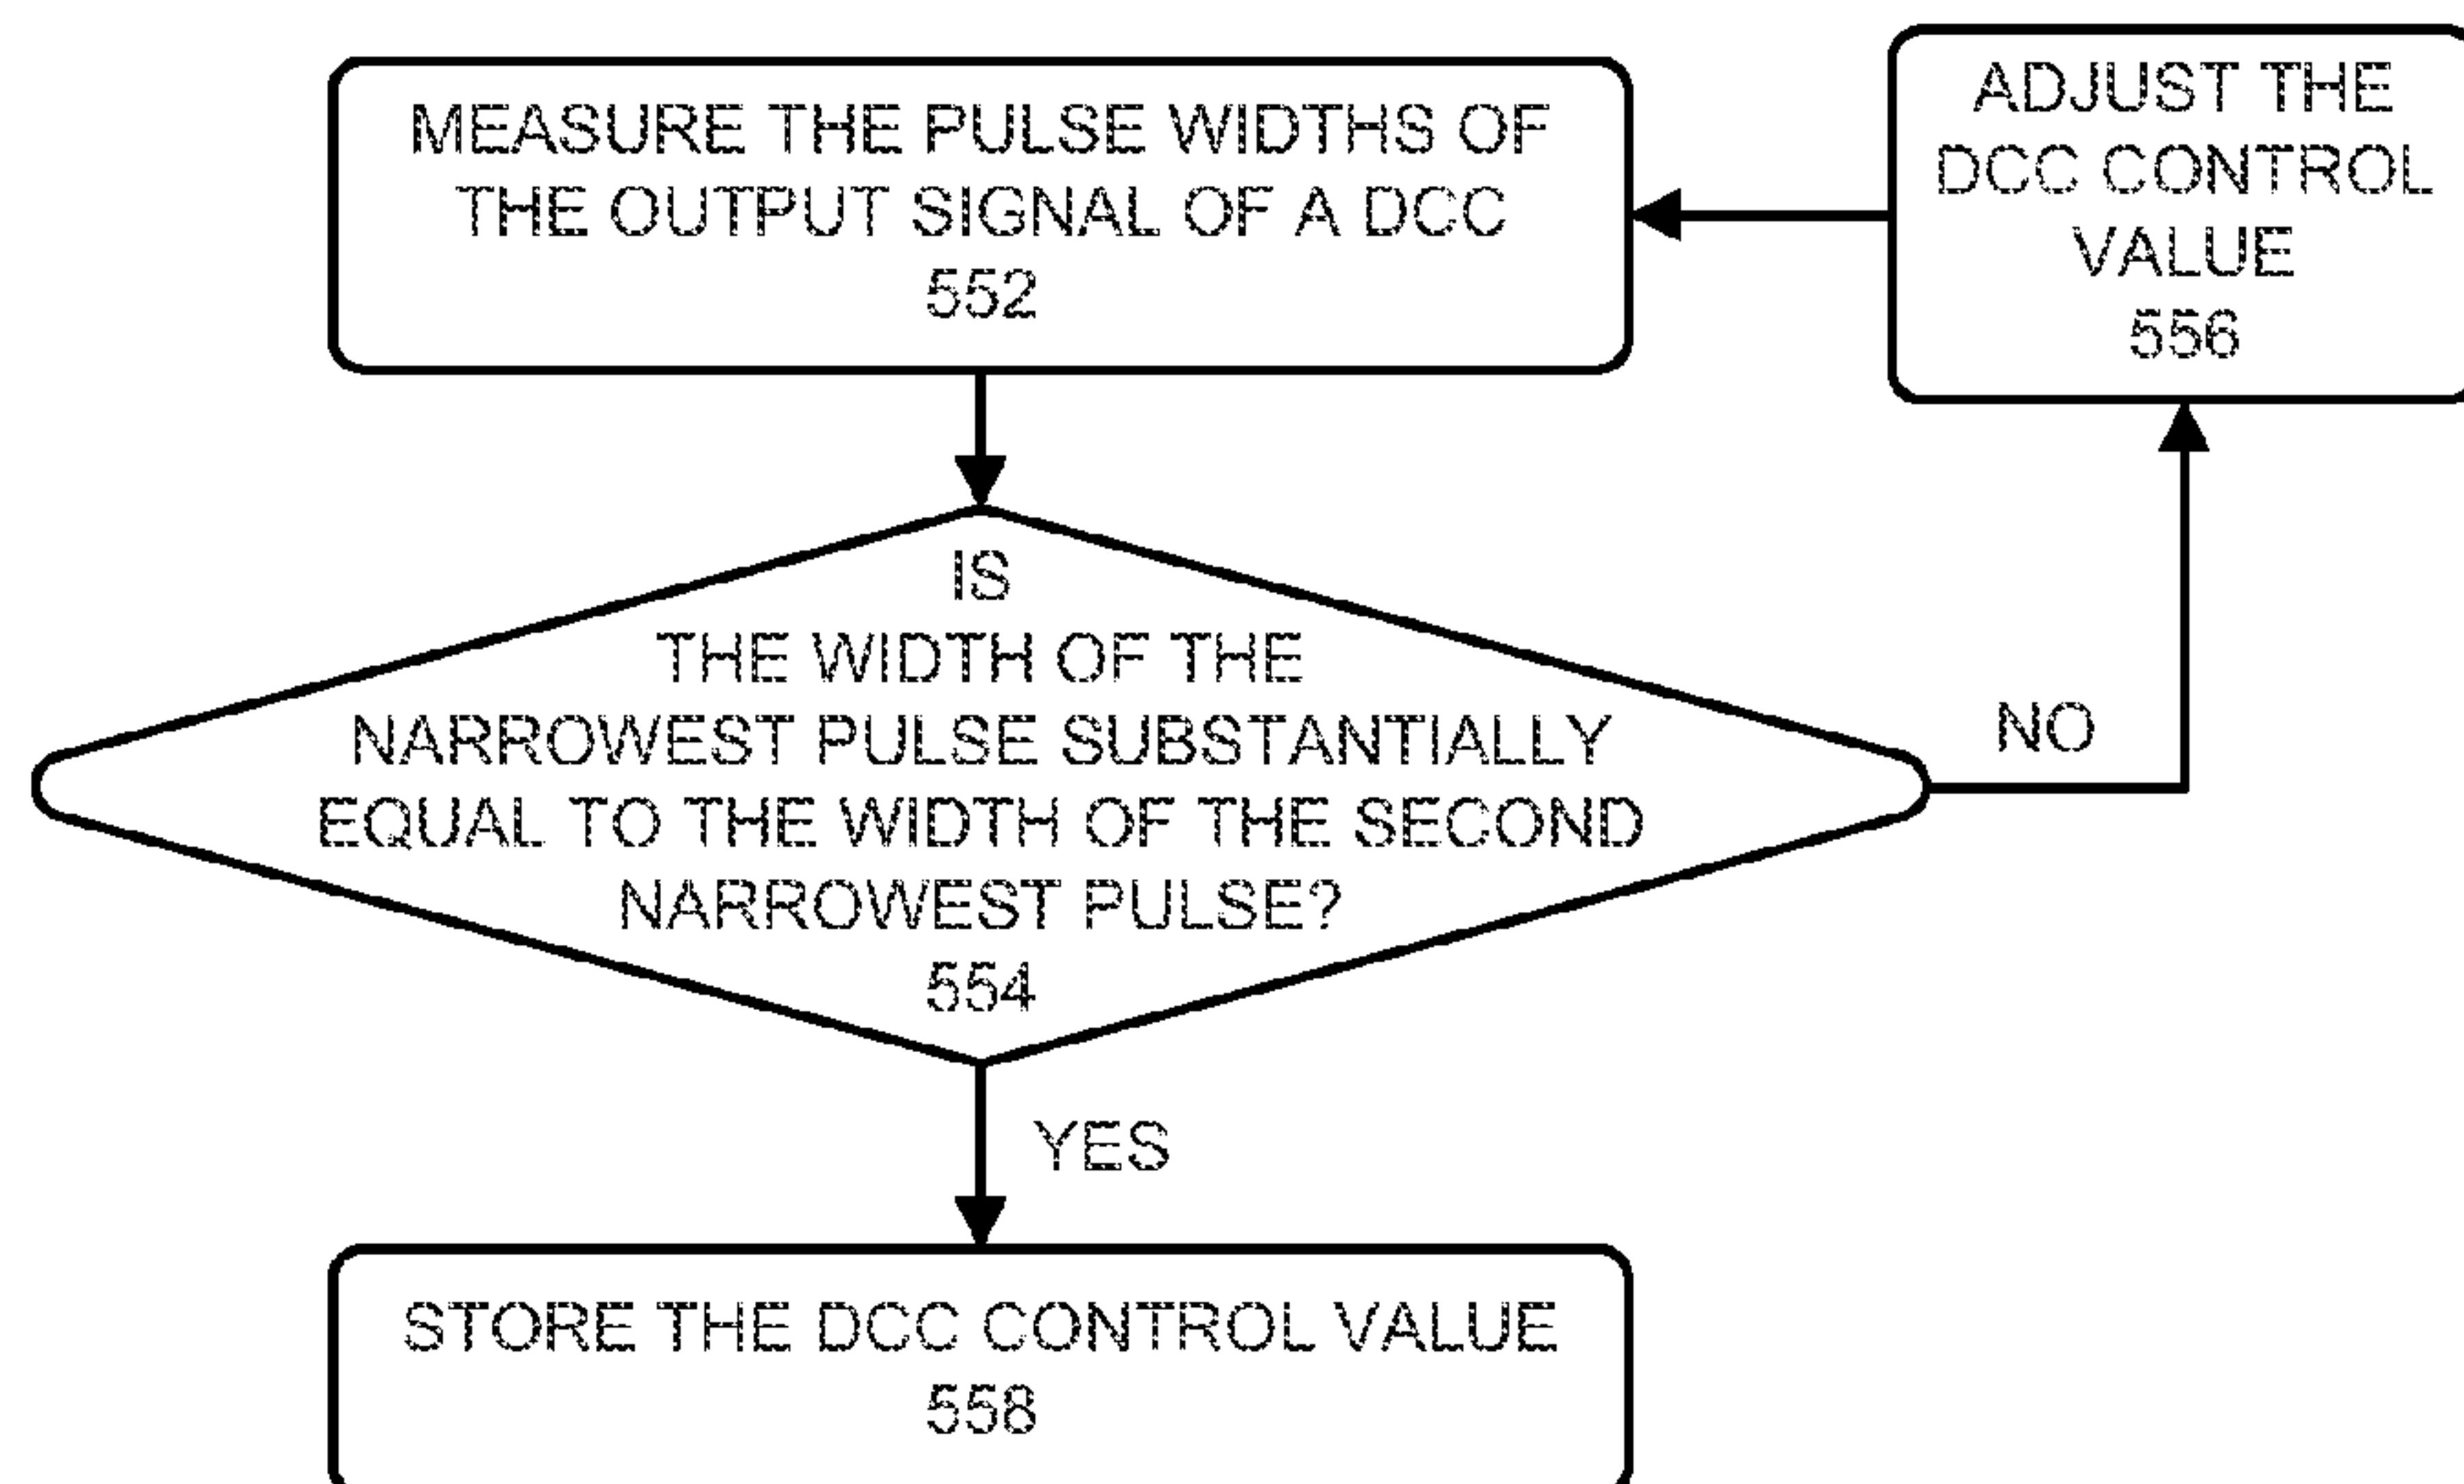 MEASURE THE PULSE WIDTHS OF
THE OUTPUT SIGNAL OF A DCC
552
ADJUST THE
DCC CONTROL
VALUE
556
IS
THE WIDTH OF THE
NARROWEST PULSE SUBSTANTIALLY
EQUAL TO THE WIDTH OF THE SECOND
NARROWEST PULSE?
554
NO
YES
STORE THE DCC CONTROL VALUE
558